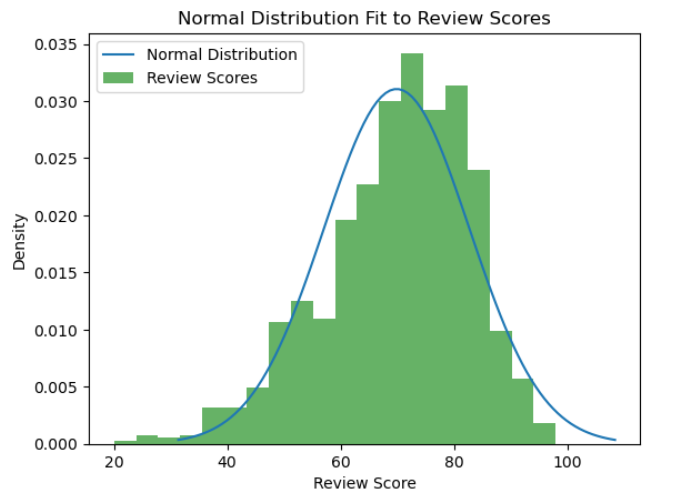 Normal Distribution Fit to Review Scores
0.035
0.030
0.025
0.020
0.015
0.010
0.005
0.000
Density
Normal Distribution
Review Scores
20 40 60 80 100
Review Score